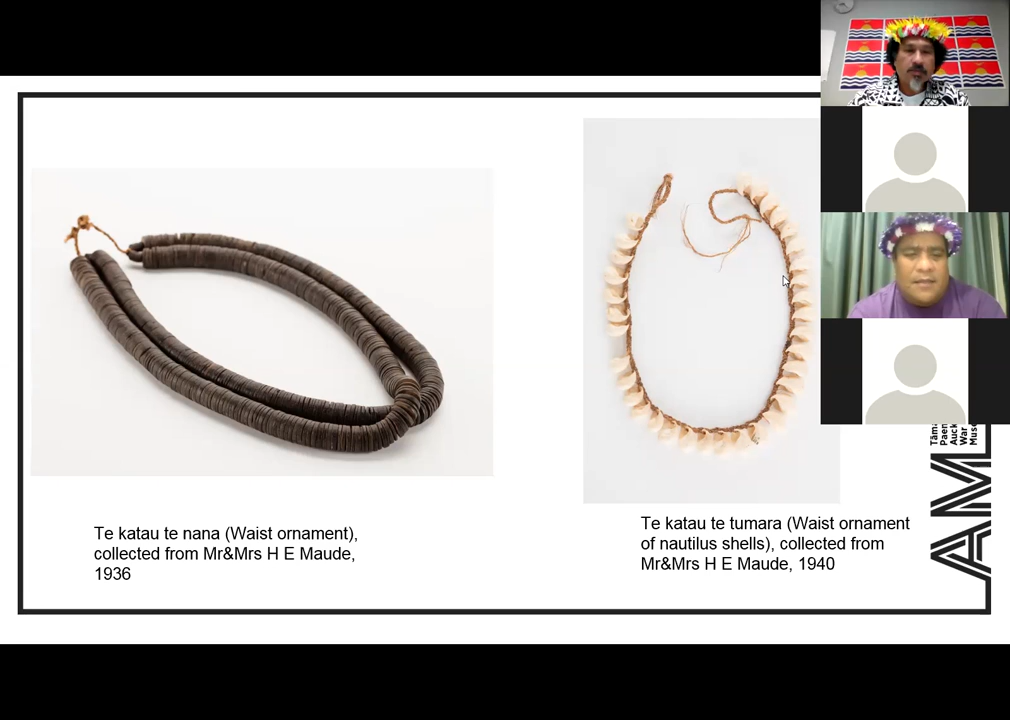 Te katau te nana (Waist ornament),
collected from Mr&Mrs H E Maude,
1936
Te katau te tumara (Waist ornament
of nautilus shells), collected from
Mr&Mrs H E Maude, 1940
AM